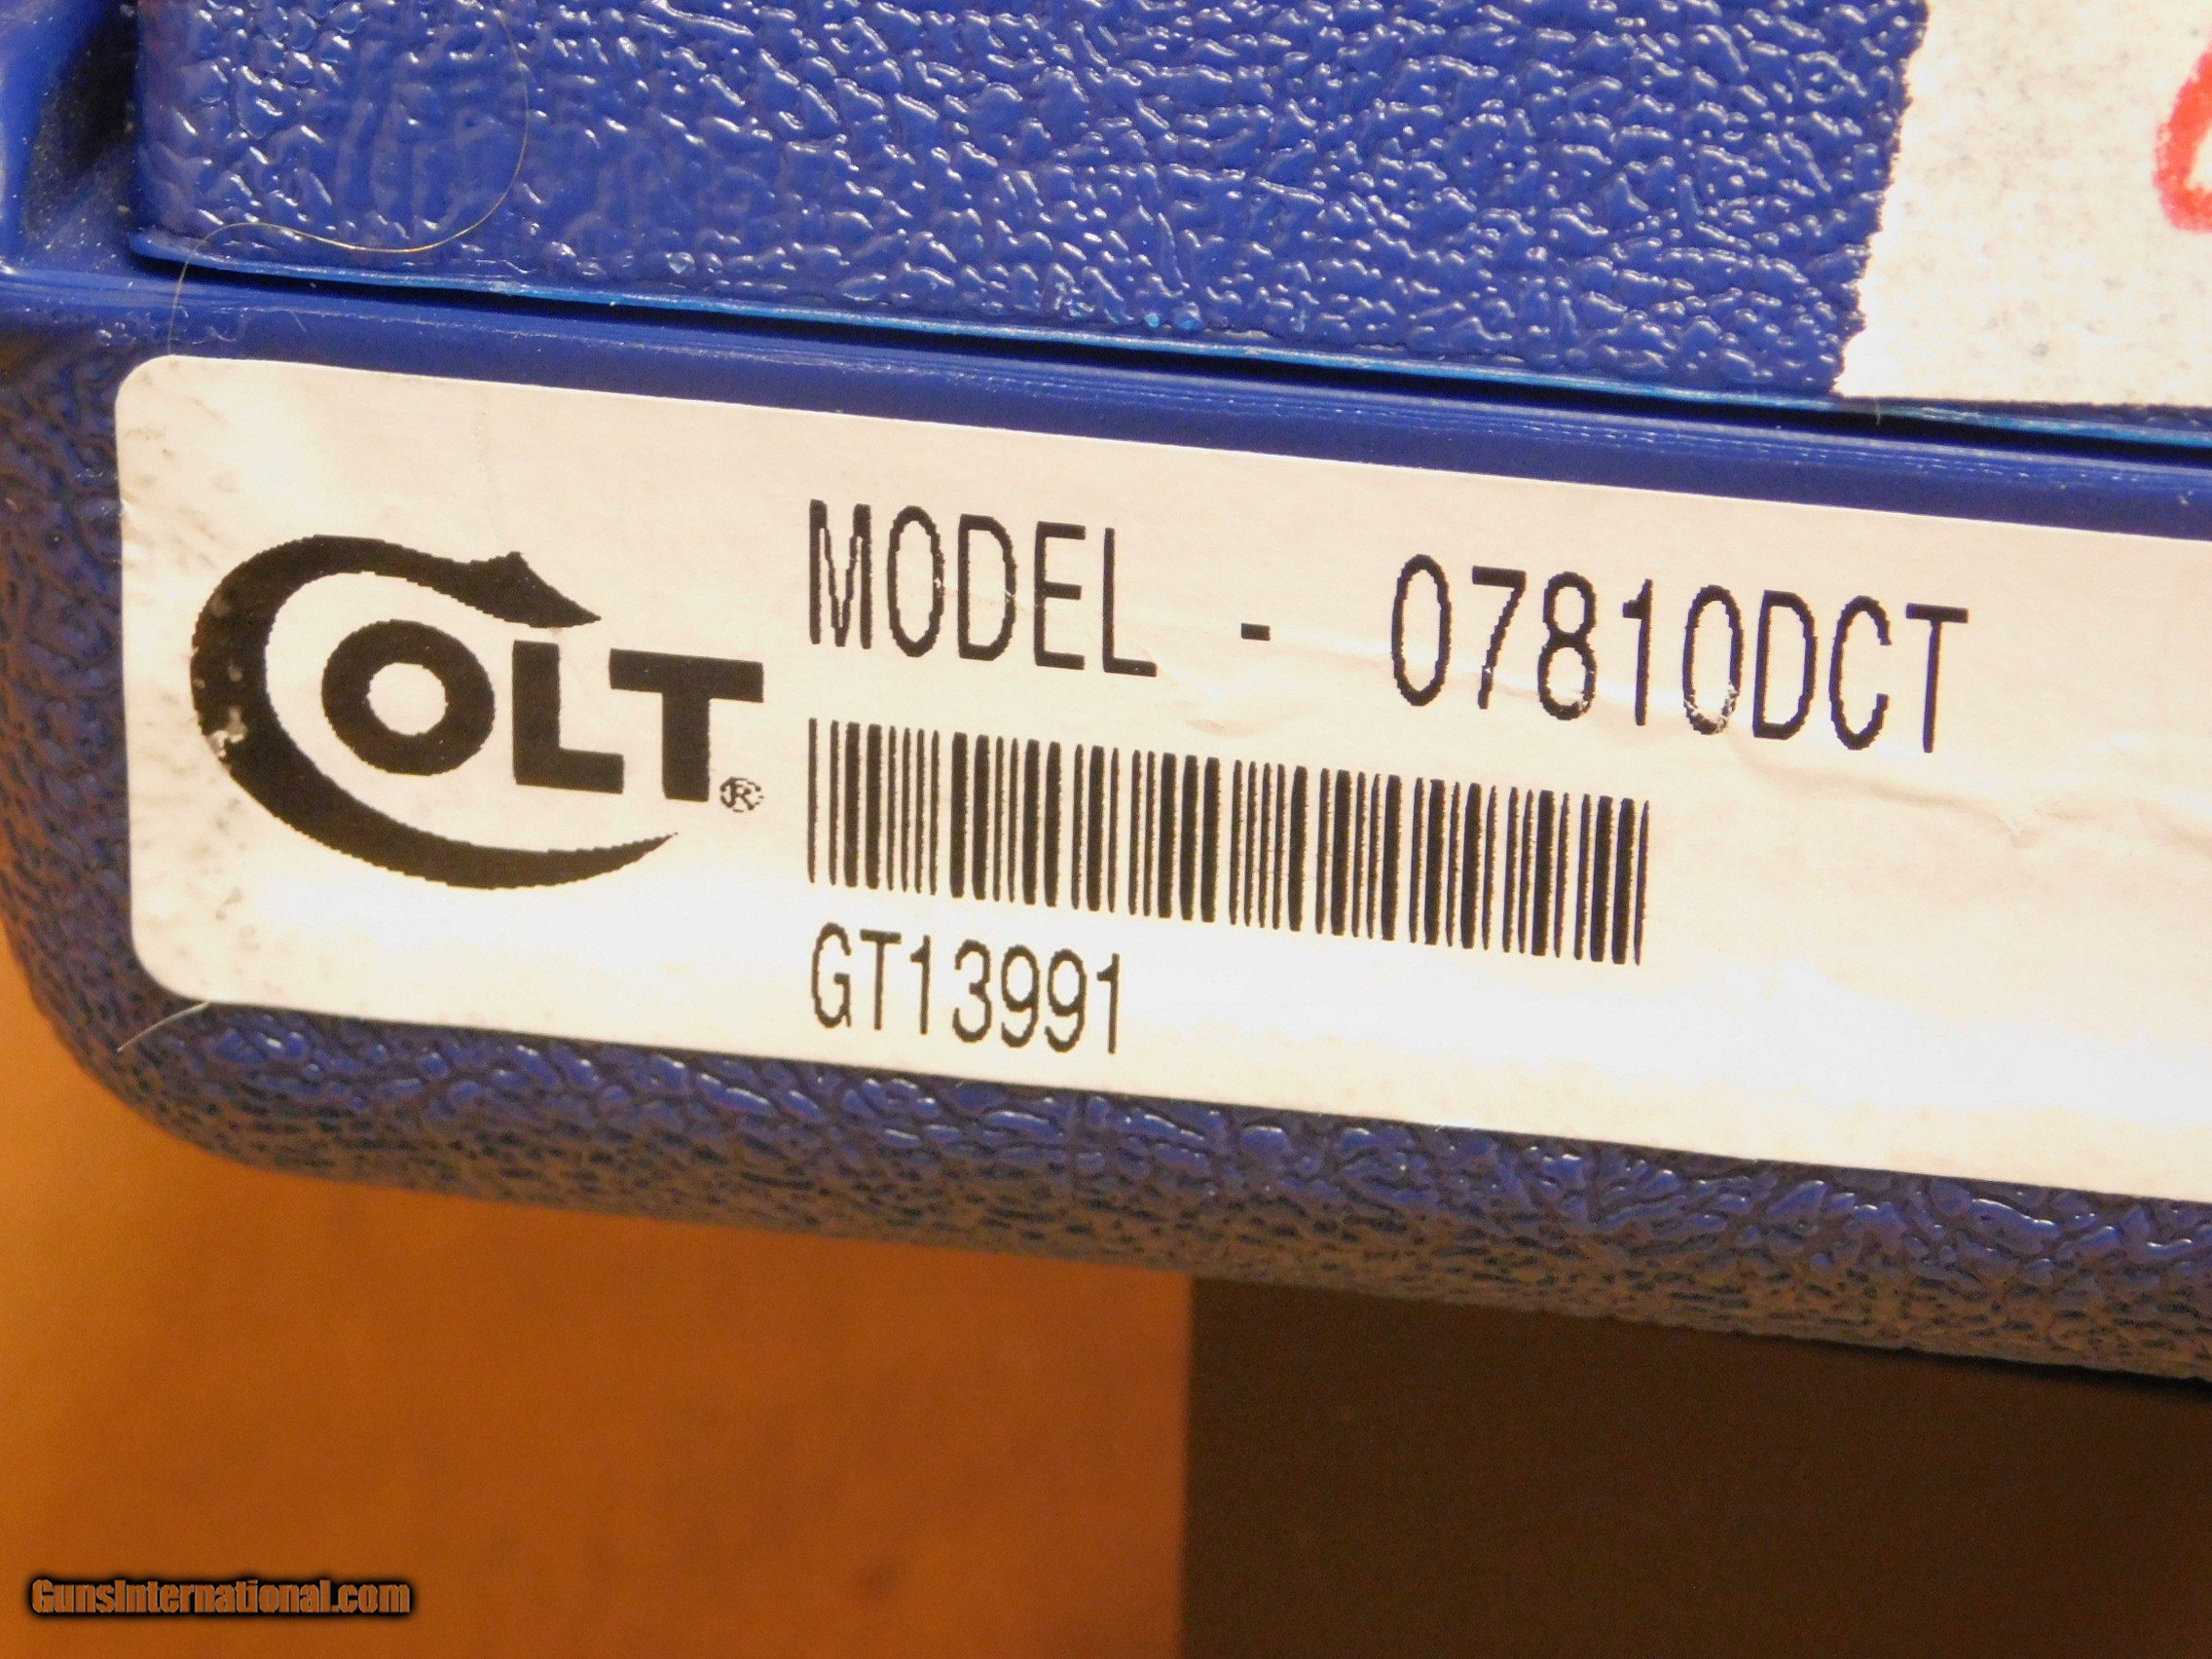 COLT®
MODEL - 07810DCT
GT13991
GunsInternational.com